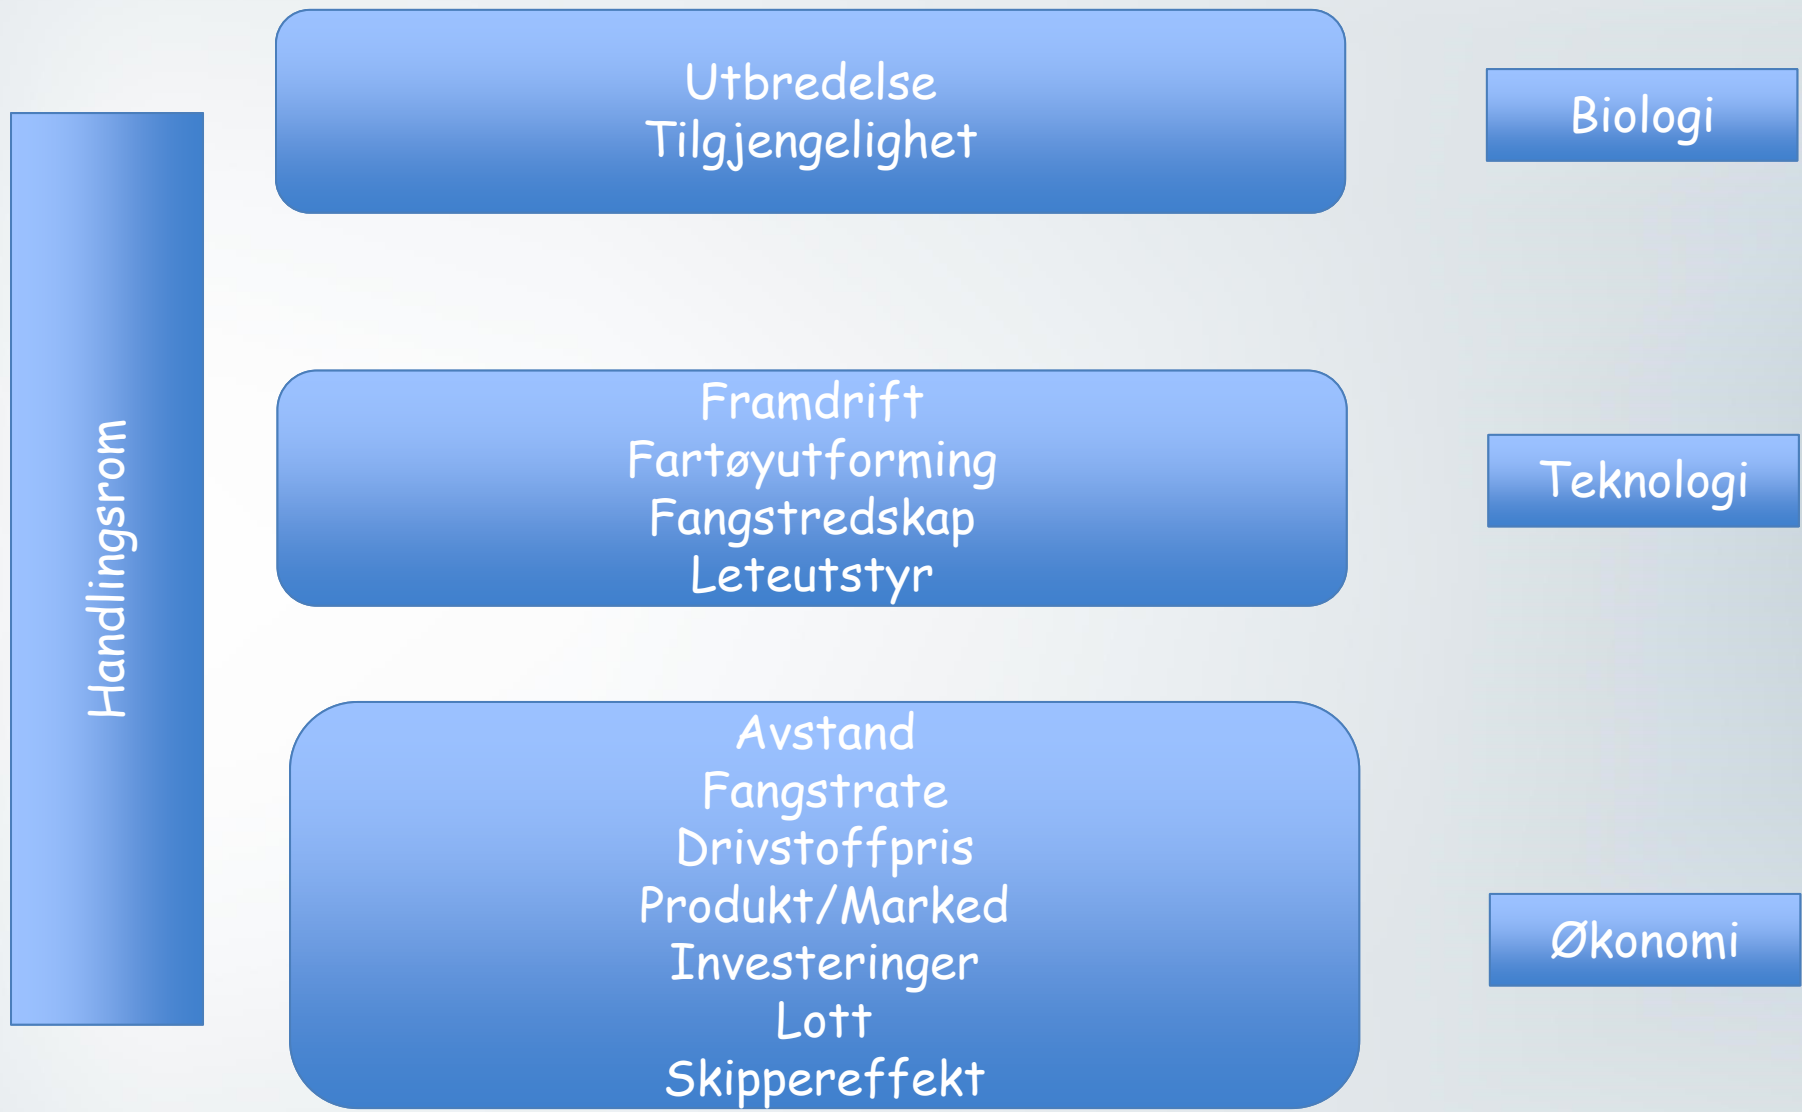 Handlingsrom
Utbredelse
Tilgjengelighet
Biologi
Framdrift
Fartøyutforming
Fangstredskap
Leteutstyr
Teknologi
Avstand
Fangstrate
Drivstoffpris
Produkt/Marked
Investeringer
Lott
Skippereffekt
Økonomi